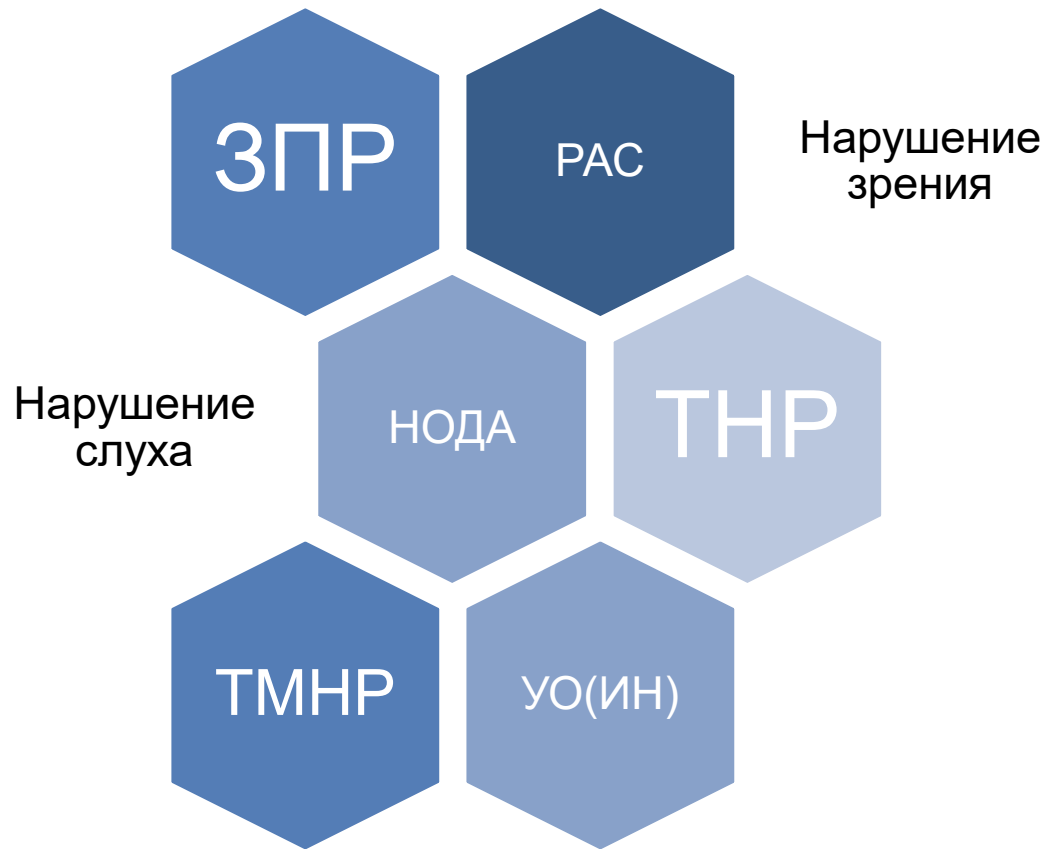 ЗПР
РАС
Нарушение
зрения
Нарушение
слуха
НОДА
ТНР
ТМНР
УО(ИН)